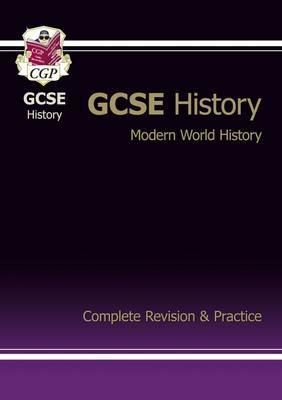 CGP
GCSE
History
GCSE History
Modern World History
Complete Revision & Practice